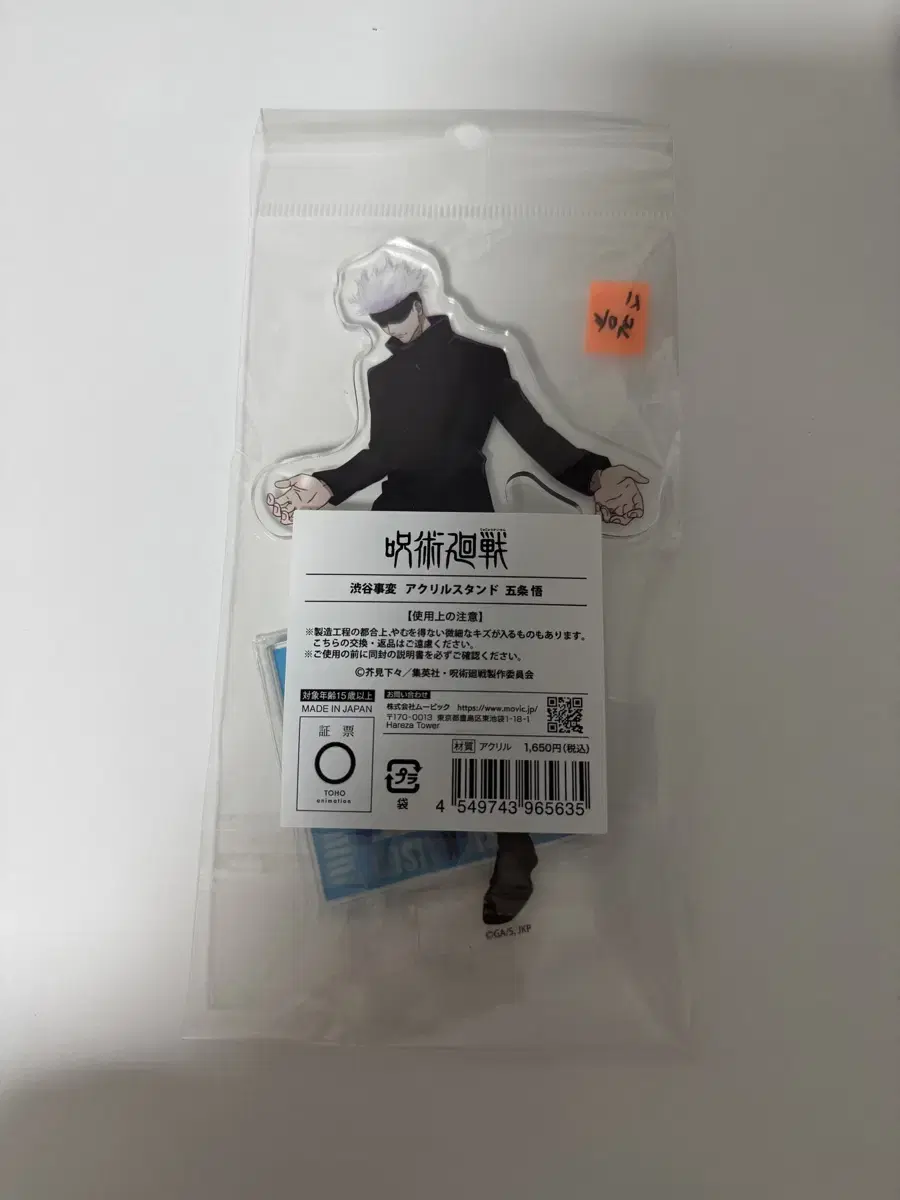 呪術廻戦
渋谷事変 アクリルスタンド 五条 悟
【使用上の注意】
※製造工程の都合上、やむを得ない微細なキズが入るものもあります。
こちらの交換・返品はご遠慮ください。
※ご使用の前に同封の説明書を必ずご確認ください。
©芥見下々／集英社・呪術廻戦製作委員会
対象年齢15歳以上
MADE IN JAPAN
お問い合わせ
株式会社ムービック https://www.movic.jp/
〒170-0013 東京都豊島区東池袋1-18-1
Hareza Tower
証票
TOHO
animation
材質 アクリル 1,650円(税込)
プラ
袋
4 549743 965635
©GA/S, JKP